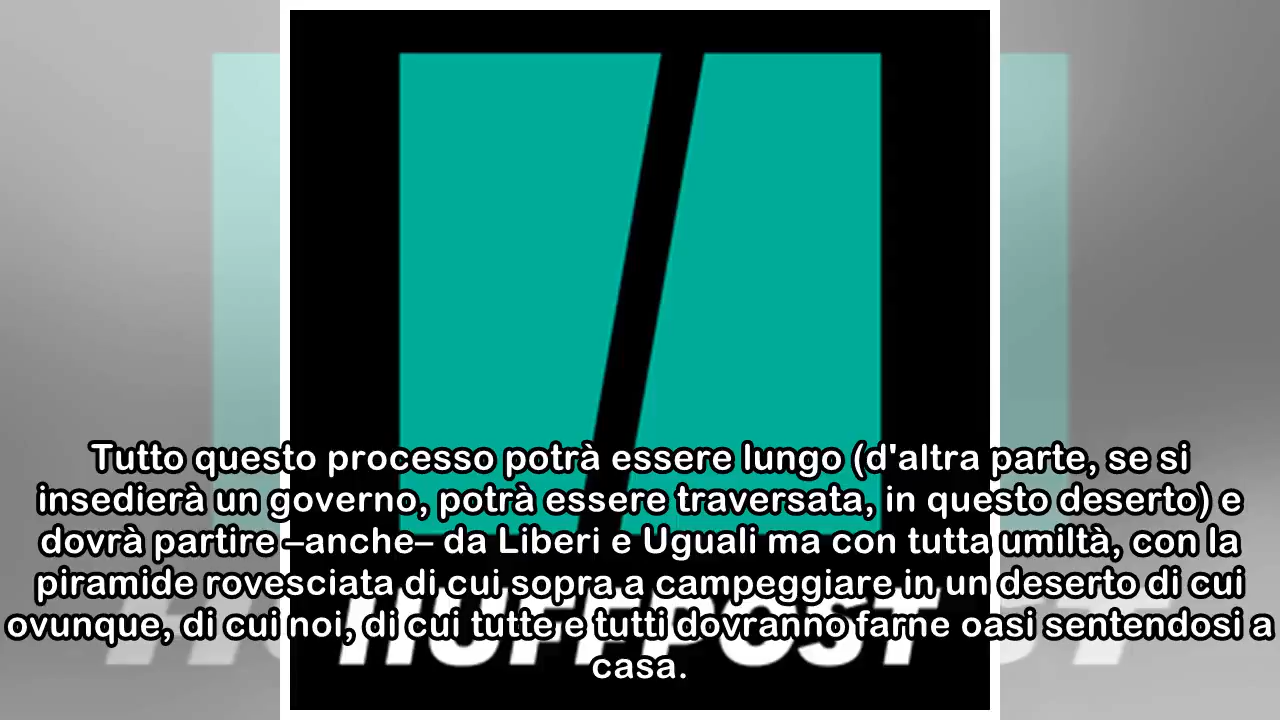 Tutto questo processo potrà essere lungo (d'altra parte, se si
insedierà un governo, potrà essere traversata, in questo deserto) e
dovrà partire –anche– da Liberi e Uguali ma con tutta umiltà, con la
piramide rovesciata di cui sopra a campeggiare in un deserto di cui
ovunque, di cui noi, di cui tutte e tutti dovranno farne oasi sentendosi a
casa.
HUFFPOST